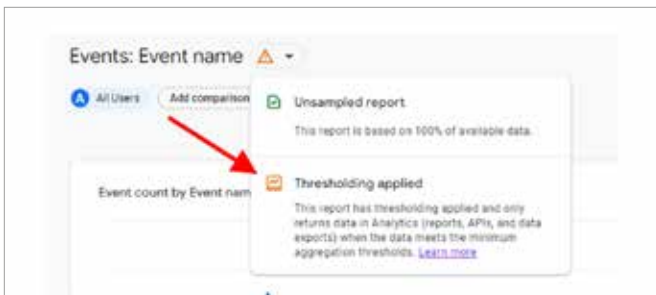 Events: Event name
A All Users Add comparison
Unsampled report
This report is based on 100% of available data.
Thresholding applied
Event count by Event nam
This report has thresholding applied and only
returns data in Analytics (reports, APIs, and data
exports) when the data meets the minimum
aggregation thresholds. Learn more